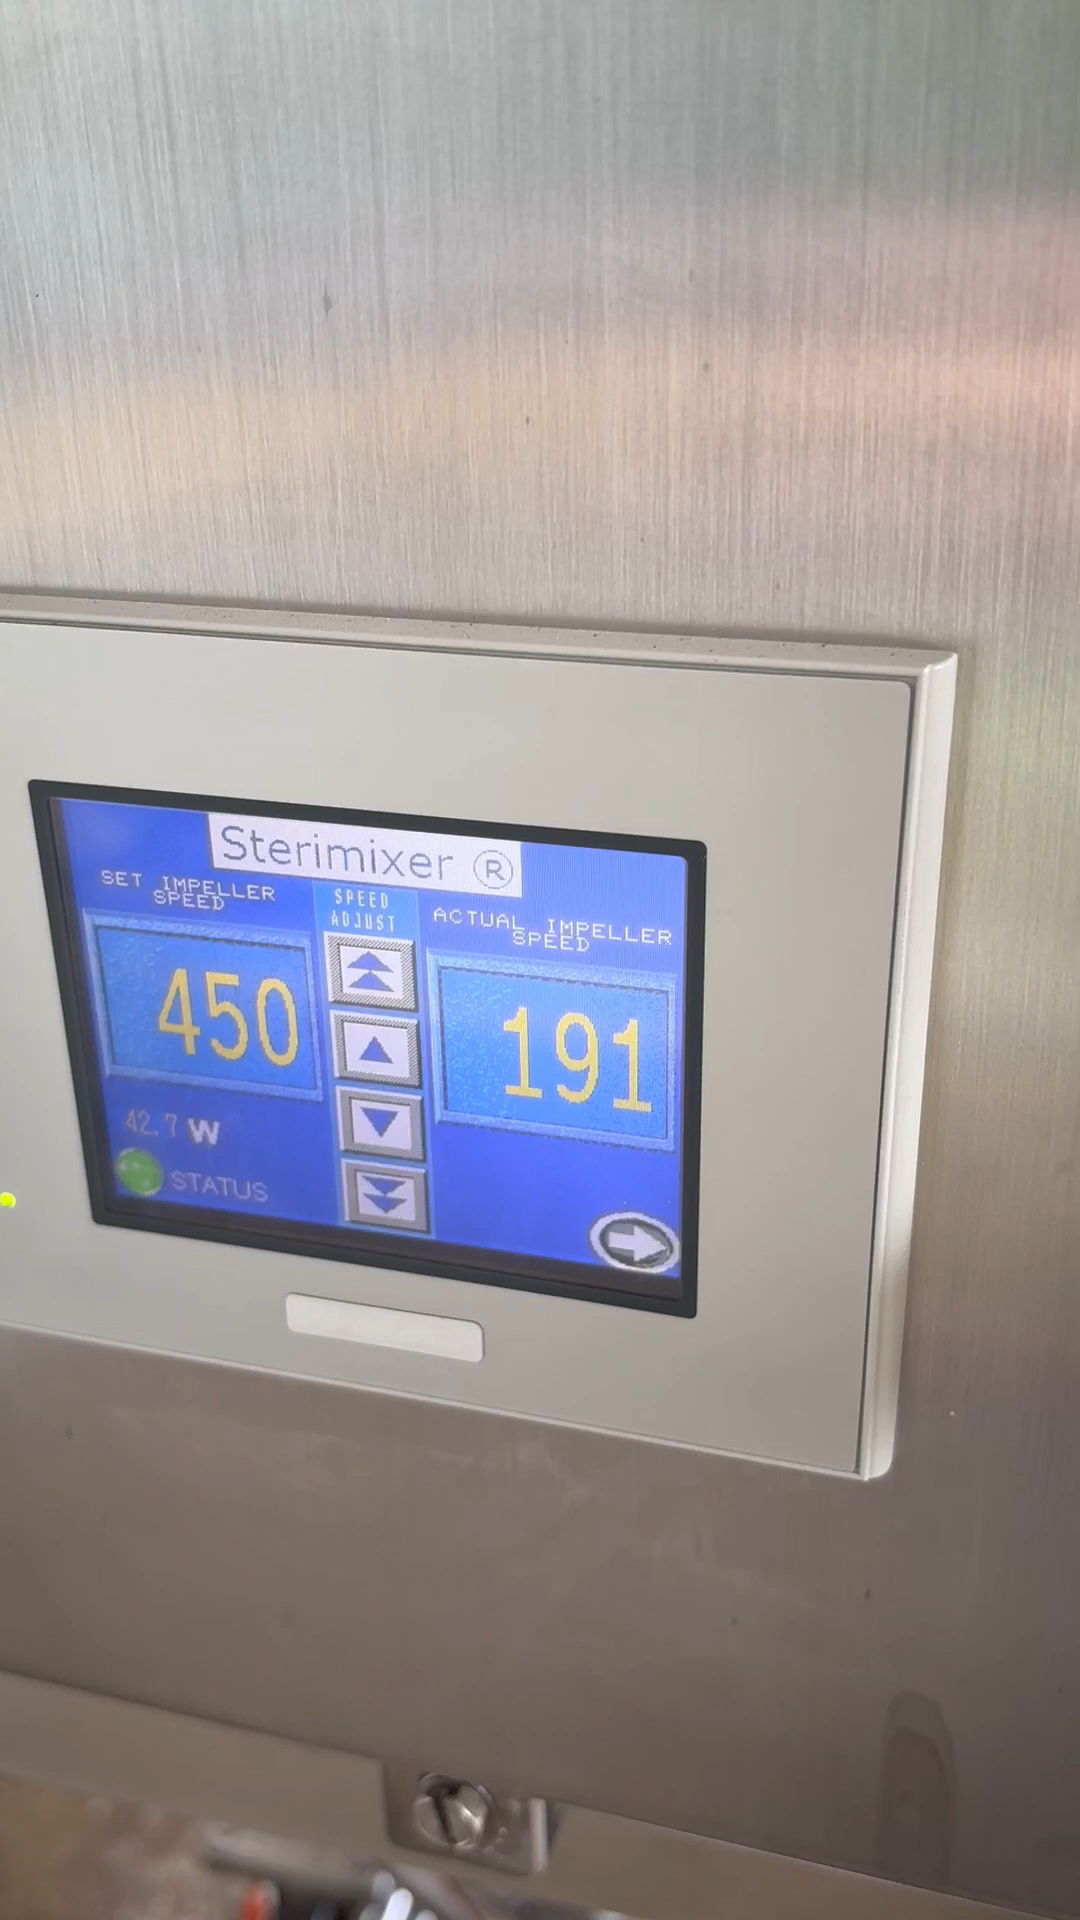 Sterimixer ®
SET IMPELLER
SPEED
SPEED
ADJUST
ACTUAL IMPELLER
SPEED
450
191
42.7 W
STATUS